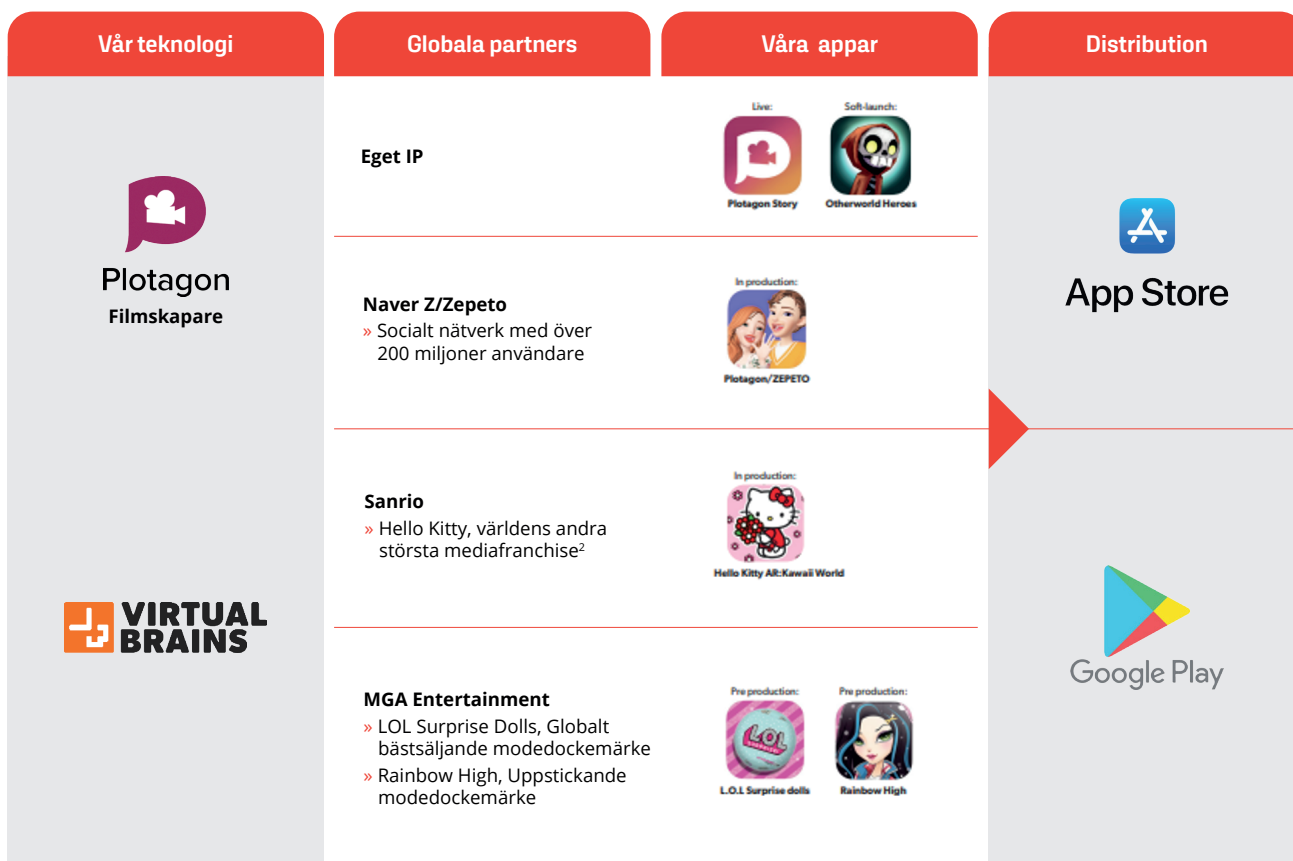 Vår teknologi
Globala partners
Våra appar
Distribution
Plotagon
Filmskapare
VIRTUAL
BRAINS
Eget IP
Live:
Soft-launch:
Plotagon Story
Otherworld Heroes
Naver Z/Zepeto
» Socialt nätverk med över
200 miljoner användare
In production:
Plotagon/ZEPETO
Sanrio
» Hello Kitty, världens andra
största mediafranchise²
In production:
Hello Kitty AR:Kawaii World
MGA Entertainment
» LOL Surprise Dolls, Globalt
bästsäljande modedockemärke
» Rainbow High, Uppstickande
modedockemärke
Pre production:
Pre production:
LOL
L.O.L Surprise dolls
Rainbow High
App Store
Google Play